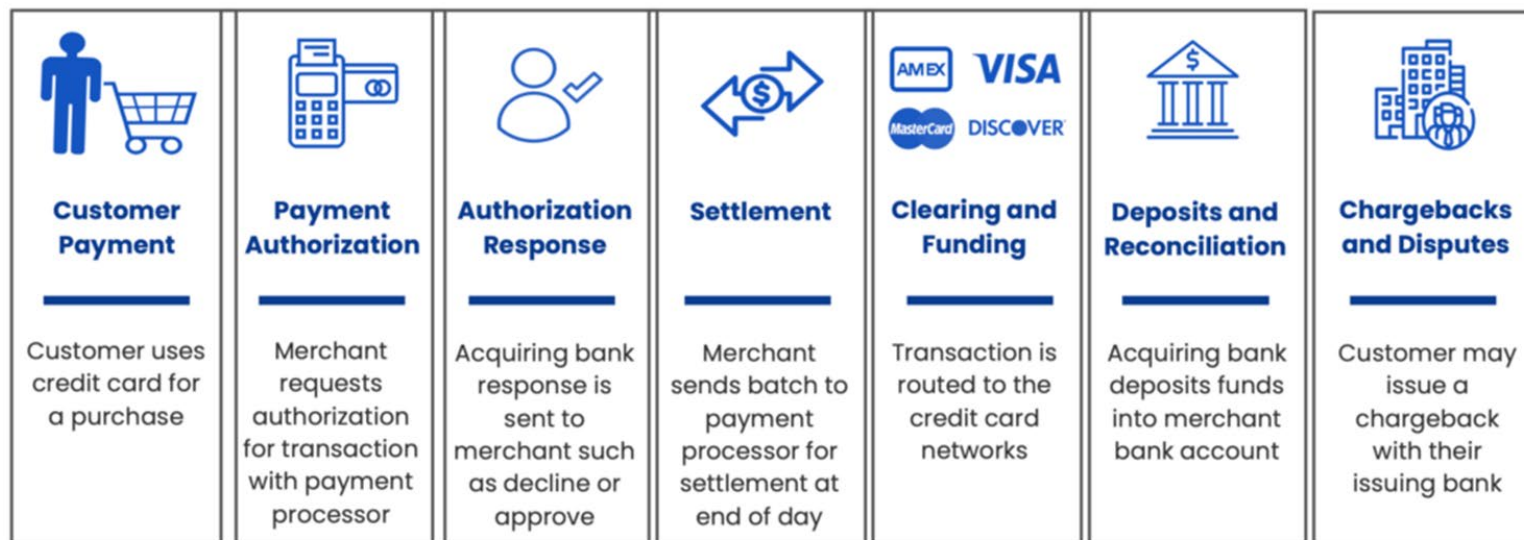 AMEX
VISA
MasterCard
DISCOVER
Customer
Payment
Customer uses
credit card for
a purchase
Payment
Authorization
Merchant
requests
authorization
for transaction
with payment
processor
Authorization
Response
Acquiring bank
response is
sent to
merchant such
as decline or
approve
$
Settlement
Merchant
sends batch to
payment
processor for
settlement at
end of day
Clearing and
Funding
Transaction is
routed to the
credit card
networks
$
Deposits and
Reconciliation
Acquiring bank
deposits funds
into merchant
bank account
Chargebacks
and Disputes
Customer may
issue a
chargeback
with their
issuing bank